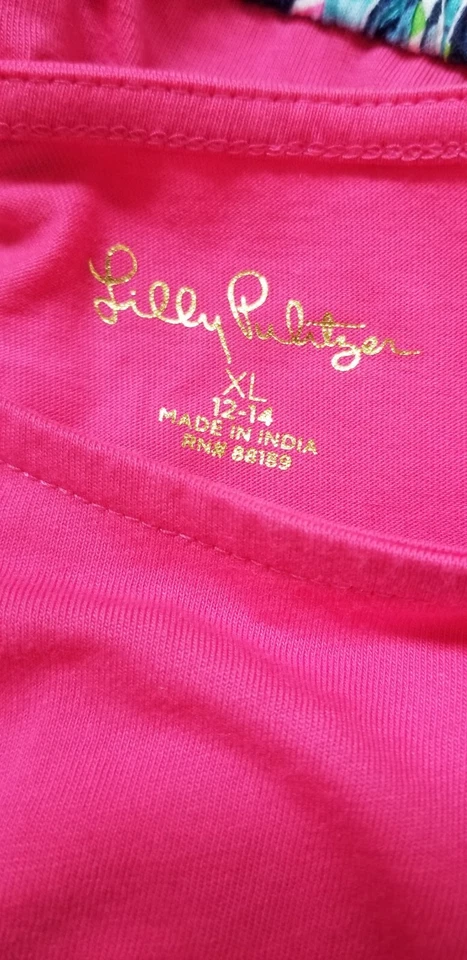 Lilly Pulitzer
XL
12-14
MADE IN INDIA
RN# 88189